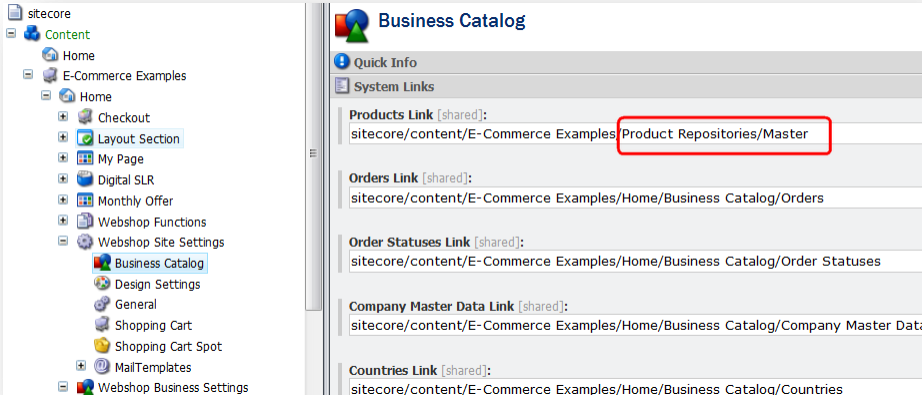 sitecore
Content
Home
E-Commerce Examples
Home
Checkout
Layout Section
My Page
Digital SLR
Monthly Offer
Webshop Functions
Webshop Site Settings
Business Catalog
Design Settings
General
Shopping Cart
Shopping Cart Spot
MailTemplates
Webshop Business Settings
Business Catalog
Quick Info
System Links
Products Link [shared]:
sitecore/content/E-Commerce Examples/Product Repositories/Master
Orders Link [shared]:
sitecore/content/E-Commerce Examples/Home/Business Catalog/Orders
Order Statuses Link [shared]:
sitecore/content/E-Commerce Examples/Home/Business Catalog/Order Statuses
Company Master Data Link [shared]:
sitecore/content/E-Commerce Examples/Home/Business Catalog/Company Master Data
Countries Link [shared]:
sitecore/content/E-Commerce Examples/Home/Business Catalog/Countries